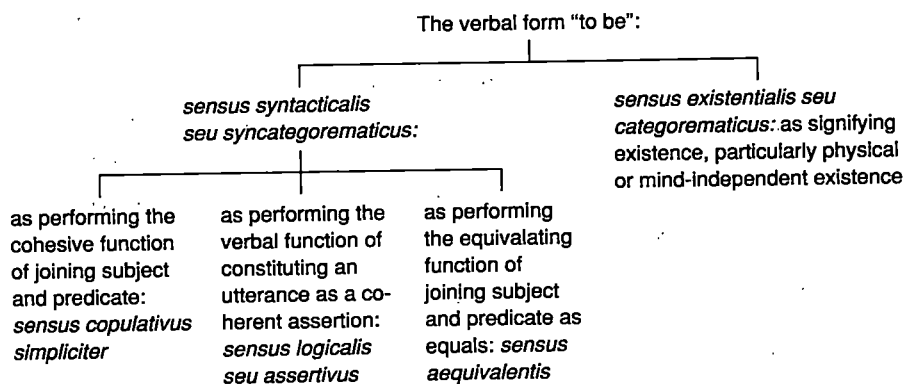 The verbal form "to be":
sensus syntacticalis
seu syncategorematicus:
sensus existentialis seu
categorematicus: as signifying
existence, particularly physical
or mind-independent existence
as performing the
cohesive function
of joining subject
and predicate:
sensus copulativus
simpliciter
as performing the
verbal function of
constituting an
utterance as a co-
herent assertion:
sensus logicalis
seu assertivus
as performing
the equivalating
function of
joining subject
and predicate as
equals: sensus
aequivalentis